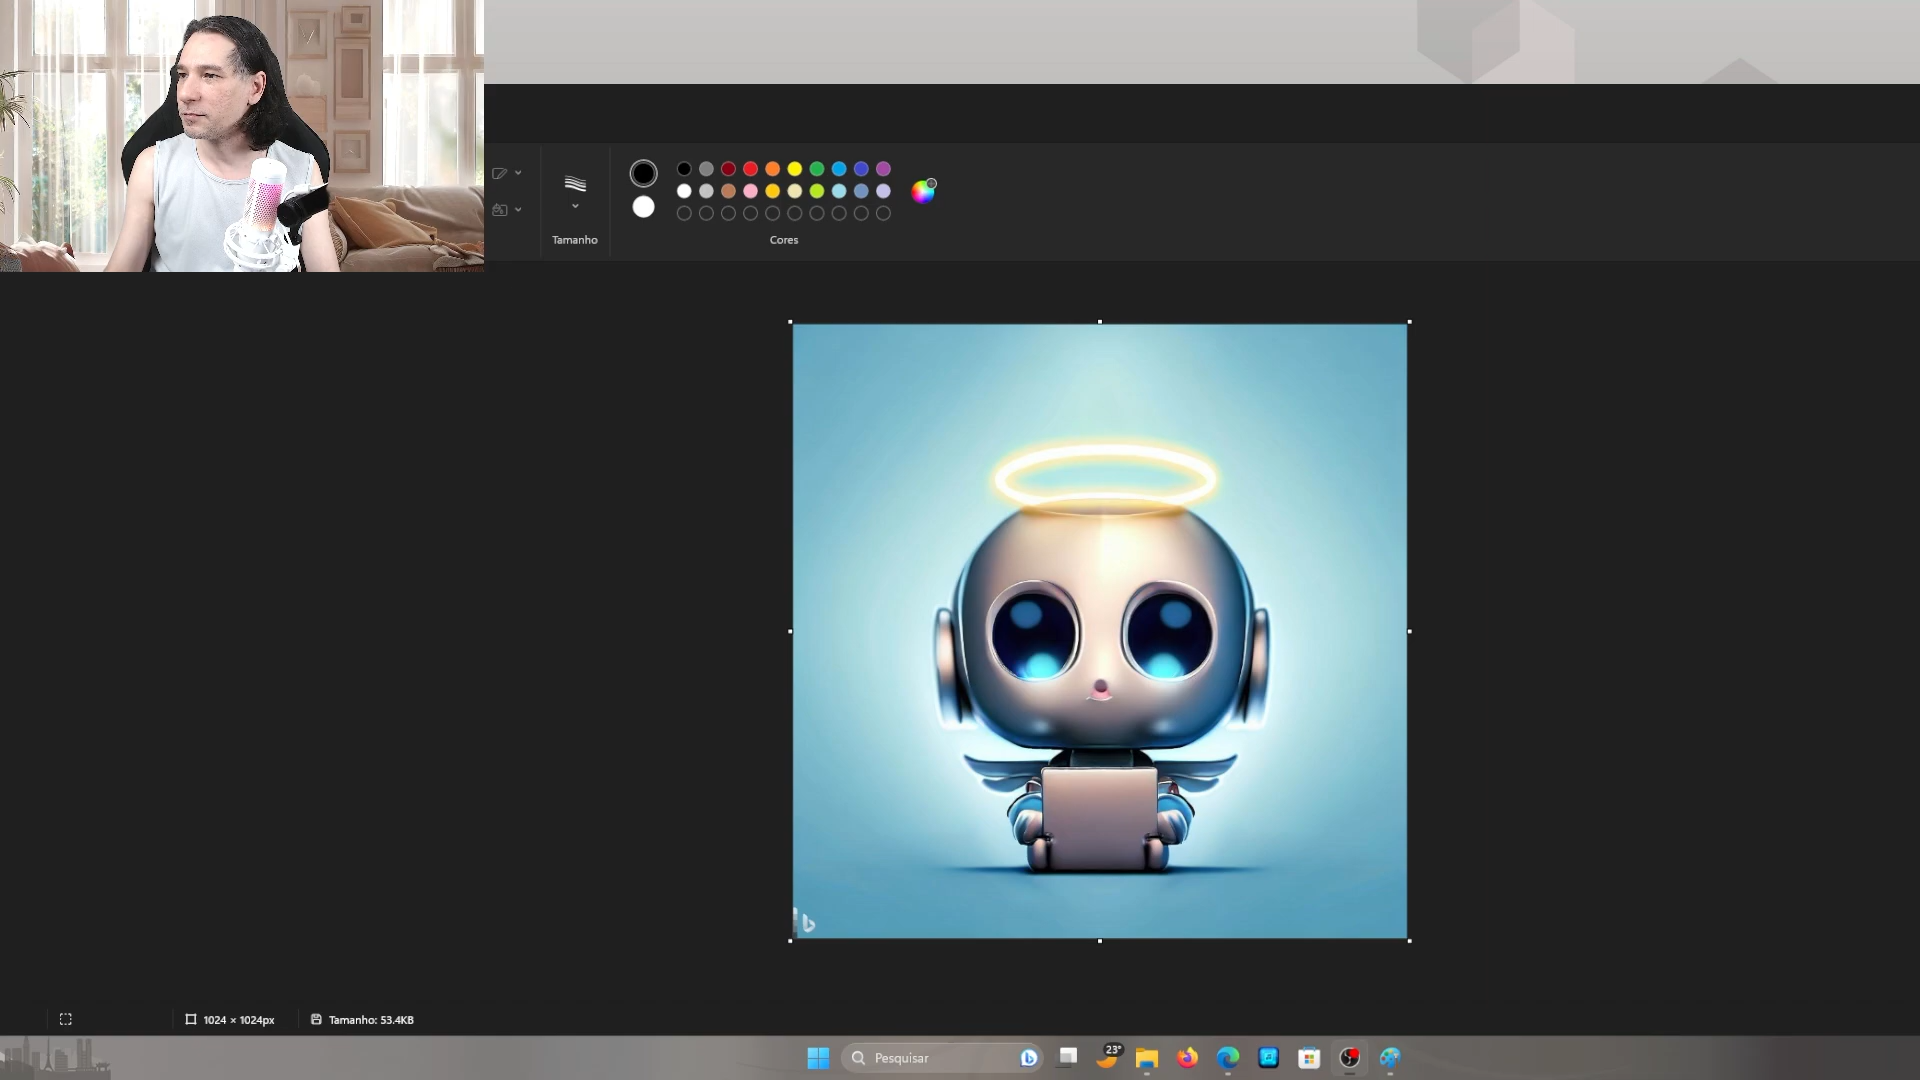 Tamanho
Cores
1024 × 1024px
Tamanho: 53.4KB
Pesquisar
23°